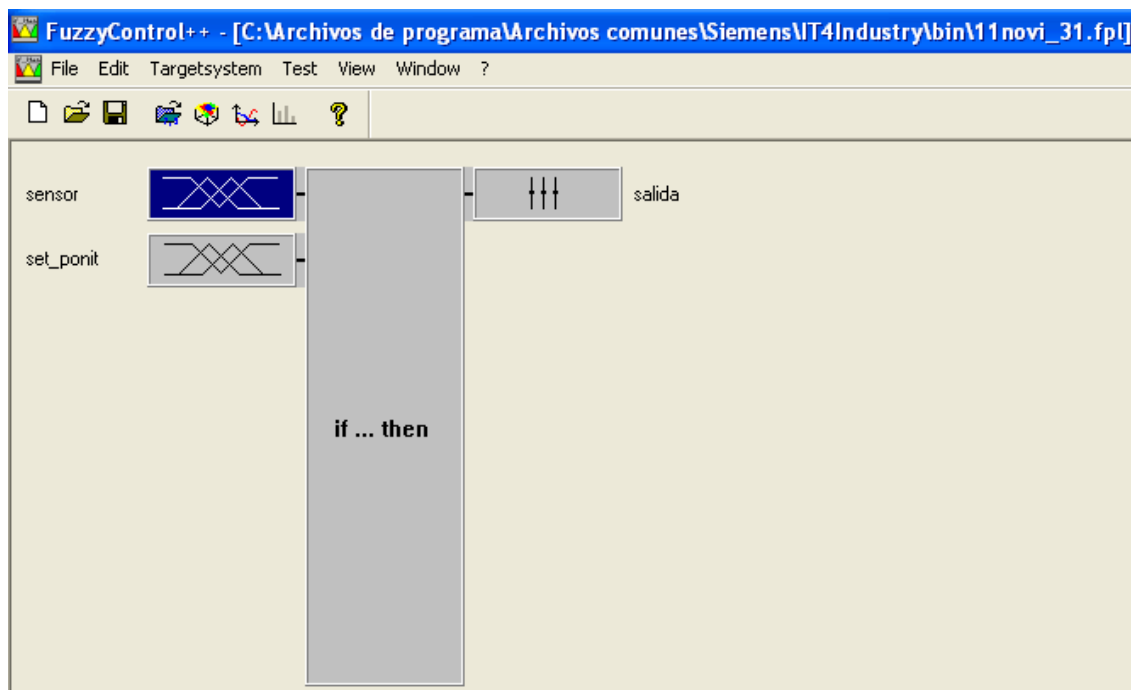 FuzzyControl++ - [C:\Archivos de programa\Archivos comunes\Siemens\IT4Industry\bin\11novi_31.fpl]
File Edit Targetsystem Test View Window ?
sensor
salida
set_ponit
if ... then